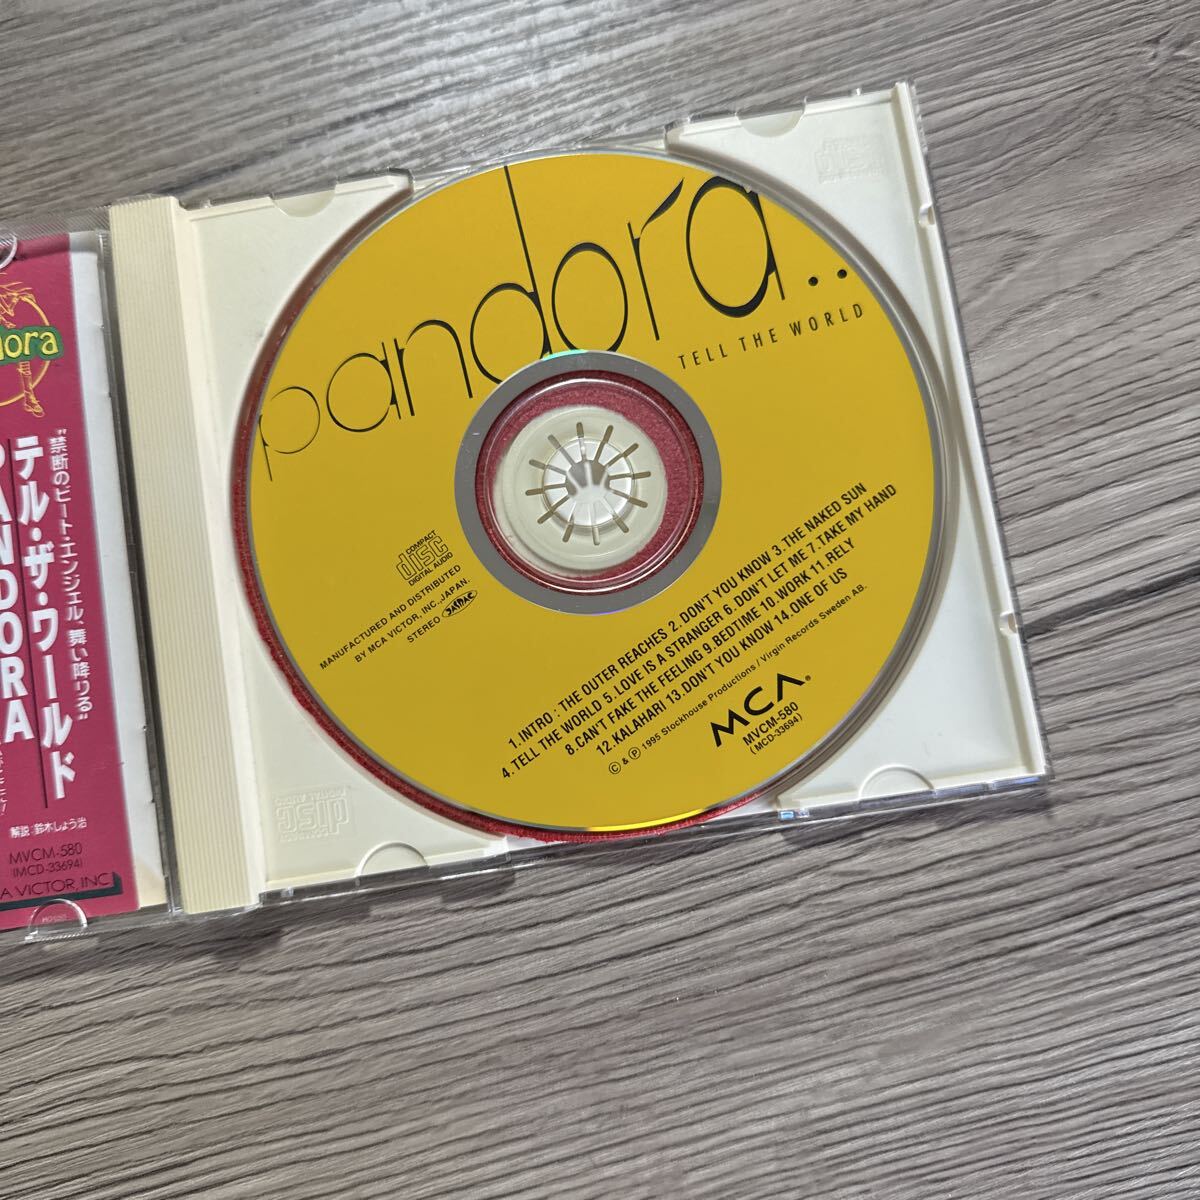 pandora..
TELL THE WORLD
COMPACT
disc
DIGITAL AUDIO
MANUFACTURED AND DISTRIBUTED
BY MCA VICTOR, INC., JAPAN.
STEREO
1. INTRO : THE OUTER REACHES 2. DON'T YOU KNOW 3. THE NAKED SUN
4. TELL THE WORLD 5. LOVE IS A STRANGER 6. DON'T LET ME 7. TAKE MY HAND
8. CAN'T FAKE THE FEELING 9. BEDTIME 10. WORK 11. RELY
12. KALAHARI 13. DON'T YOU KNOW 14. ONE OF US
© & ℗ 1995 Stockhouse Productions / Virgin Records Sweden AB.
MCA®
MVCM-580
(MCD-33694)
dora
"禁断のビート・エンジェル、舞い降りる"
テル・ザ・ワールド
PANDORA
解説:鈴木しょう治
MVCM-580
(MCD-33694)
A VICTOR, INC